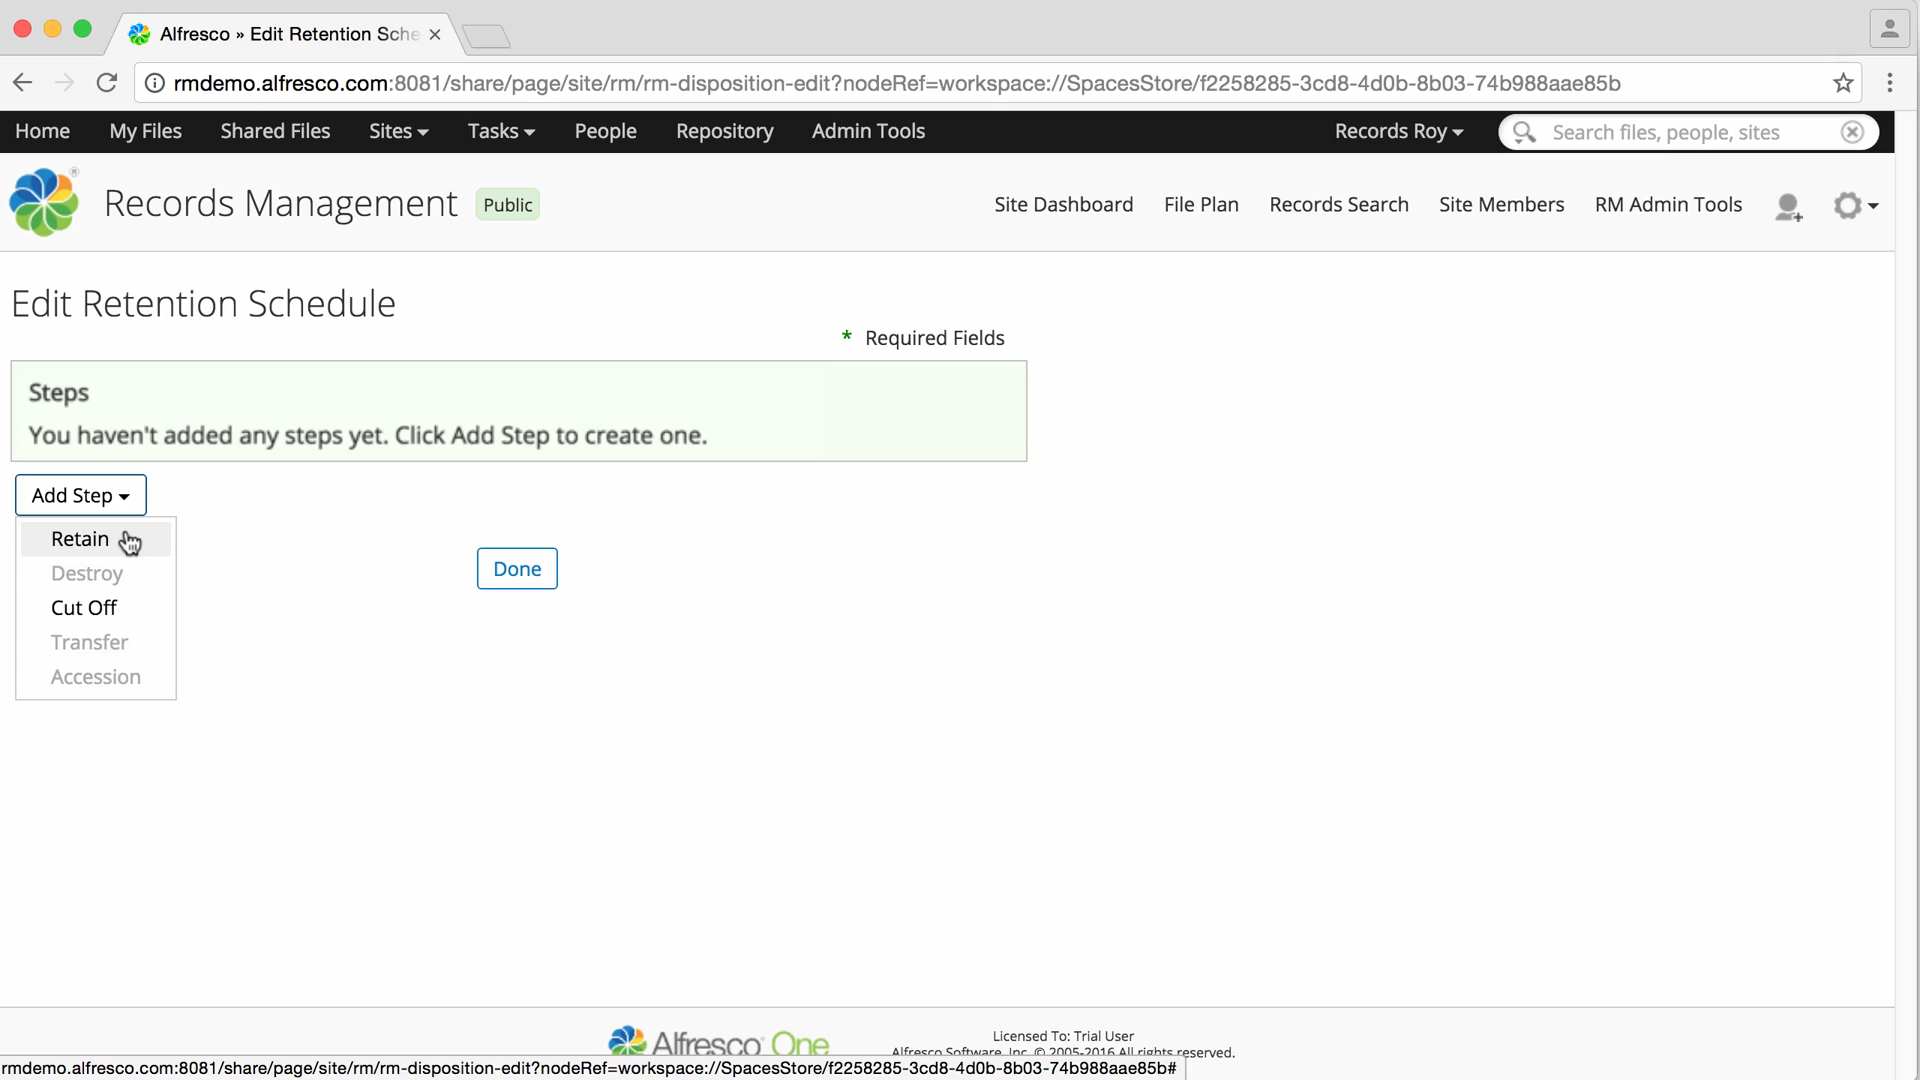 Alfresco » Edit Retention Sche
rmdemo.alfresco.com:8081/share/page/site/rm/rm-disposition-edit?nodeRef=workspace://SpacesStore/f2258285-3cd8-4d0b-8b03-74b988aae85b
Home My Files Shared Files Sites Tasks People Repository Admin Tools Records Roy Search files, people, sites
Records Management Public Site Dashboard File Plan Records Search Site Members RM Admin Tools
Edit Retention Schedule
* Required Fields
Steps
You haven't added any steps yet. Click Add Step to create one.
Add Step
Retain
Destroy
Done
Cut Off
Transfer
Accession
Alfresco One
Licensed To: Trial User
Alfresco Software, Inc. © 2005-2016 All rights reserved.
rmdemo.alfresco.com:8081/share/page/site/rm/rm-disposition-edit?nodeRef=workspace://SpacesStore/f2258285-3cd8-4d0b-8b03-74b988aae85b#